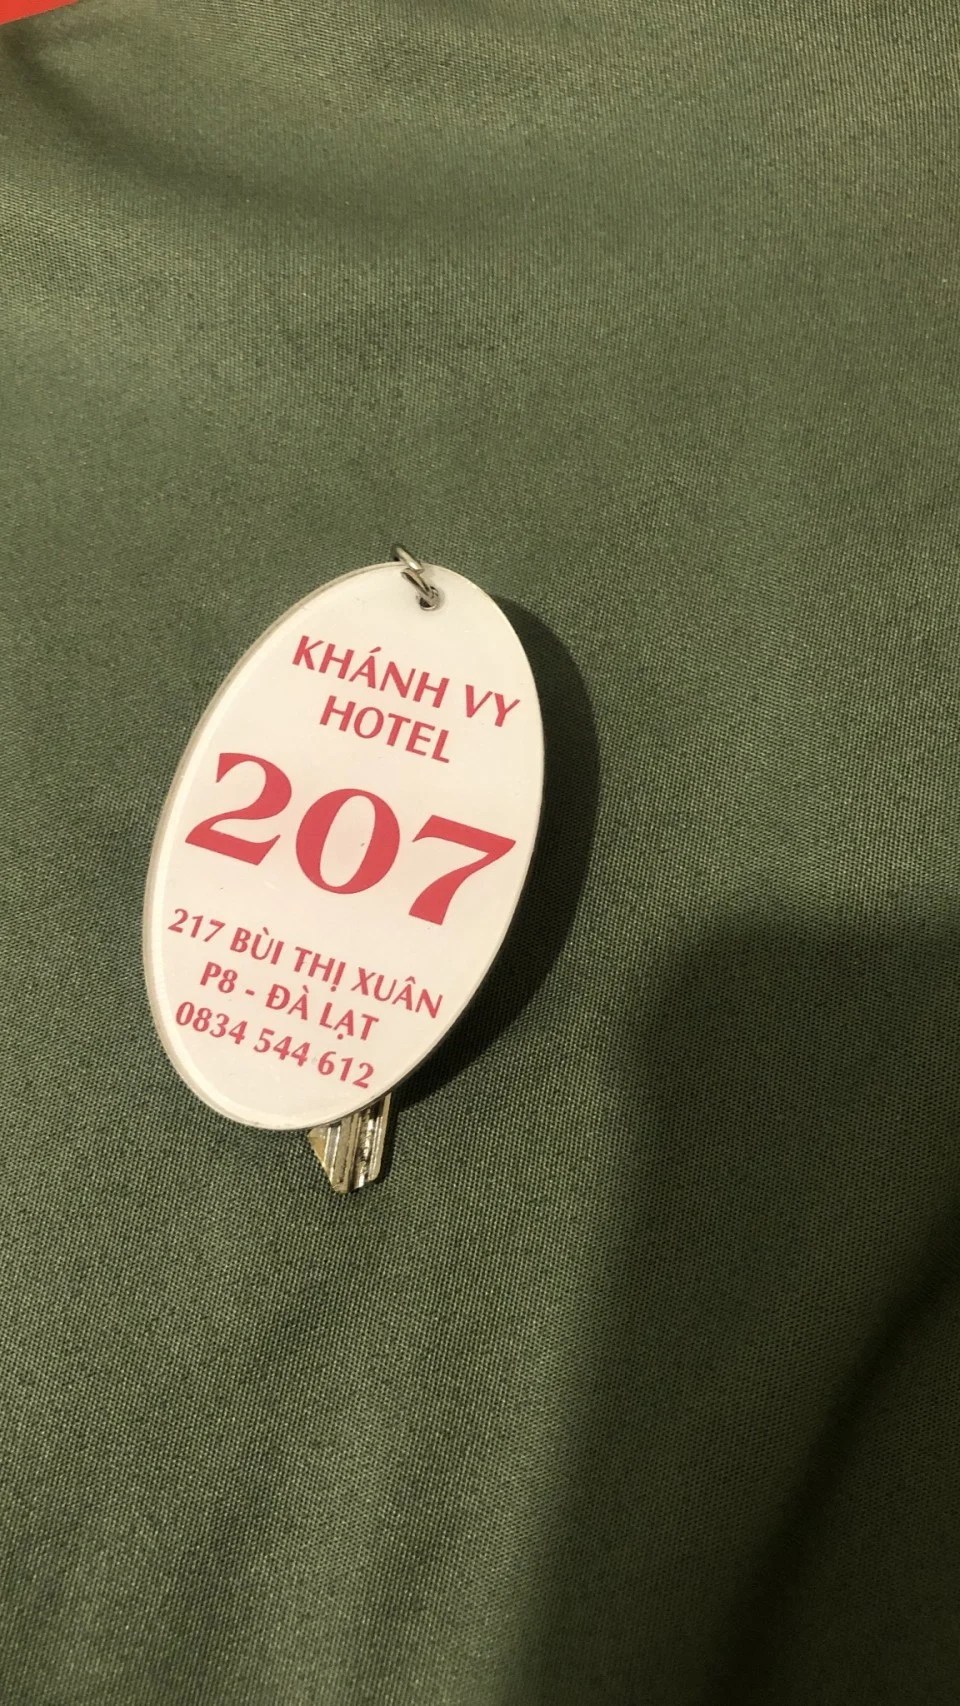 KHÁNH VY
HOTEL
207
217 BÙI THỊ XUÂN
P8 - ĐÀ LẠT
0834 544 612